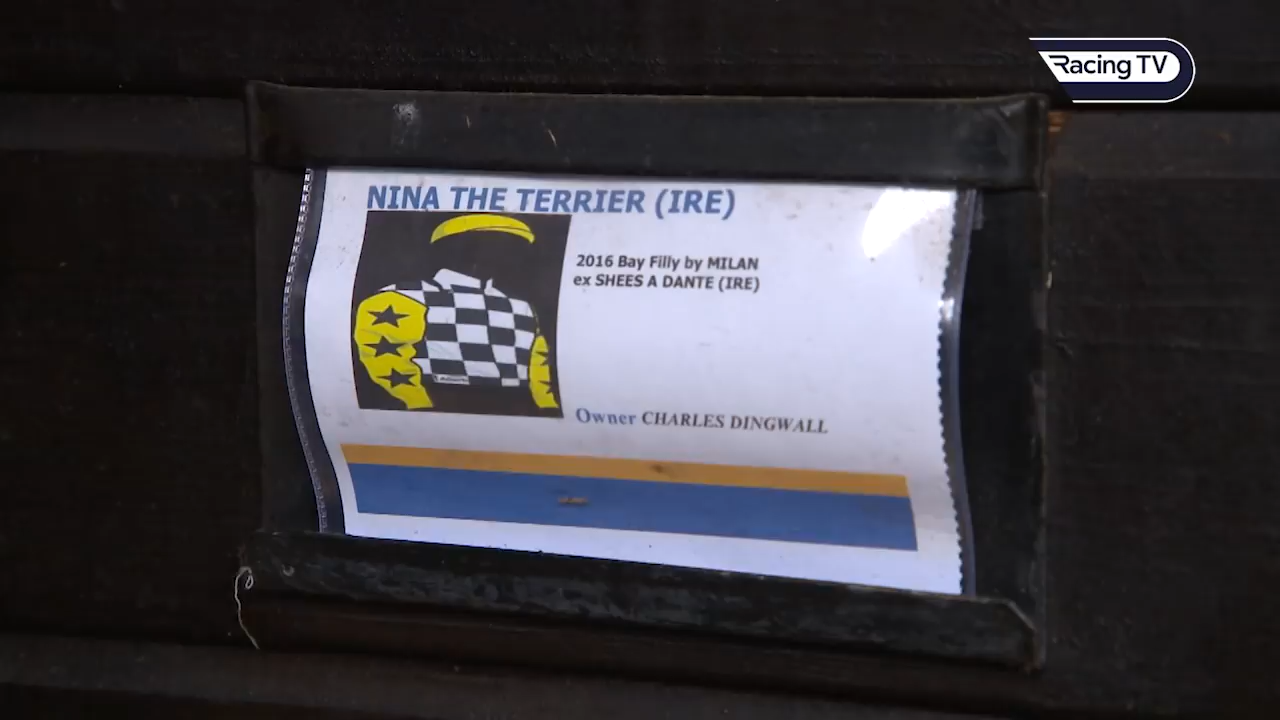 Racing TV
NINA THE TERRIER (IRE)
2016 Bay Filly by MILAN
ex SHEES A DANTE (IRE)
Owner CHARLES DINGWALL